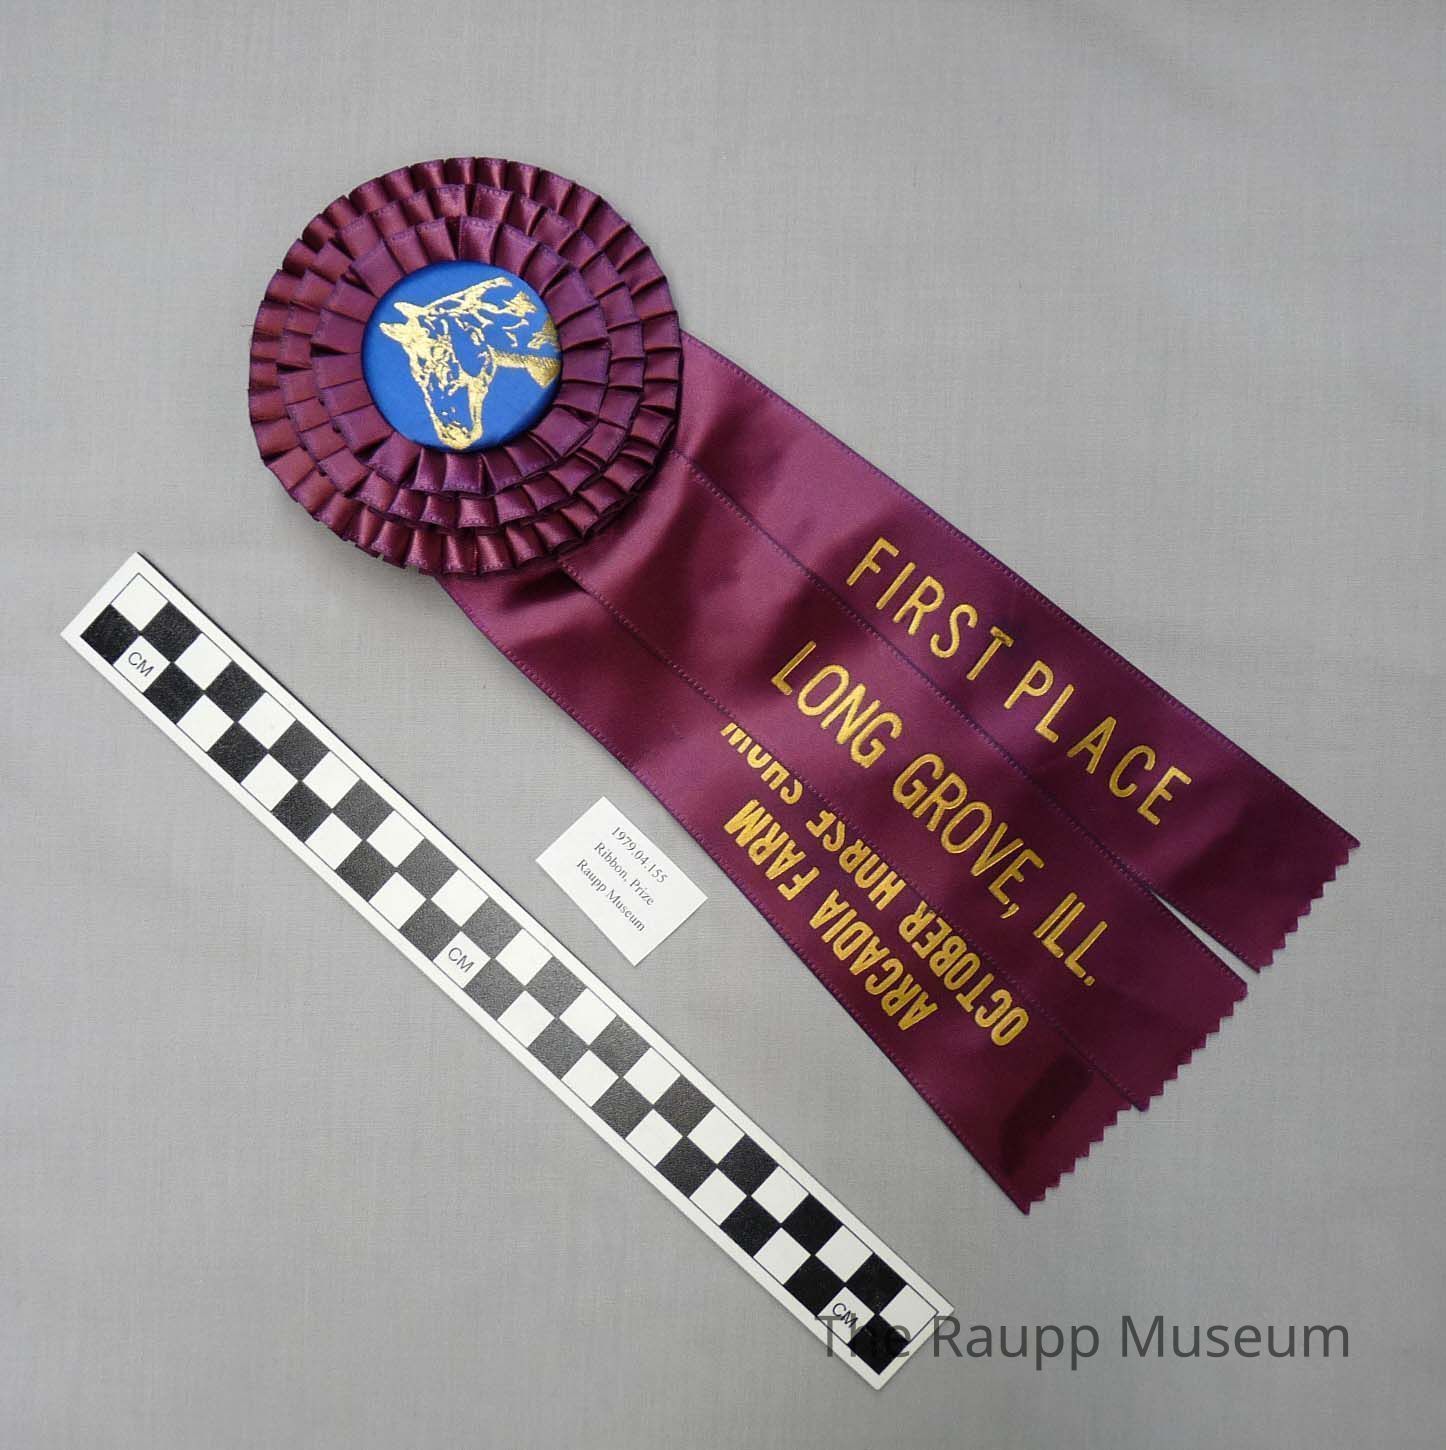 FIRST PLACE
LONG GROVE, ILL.
ARCADIA FARM
OCTOBER HORSE SHOW
1979.04.155
Ribbon, Prize
Raupp Museum
CM
CM
CM
The Raupp Museum